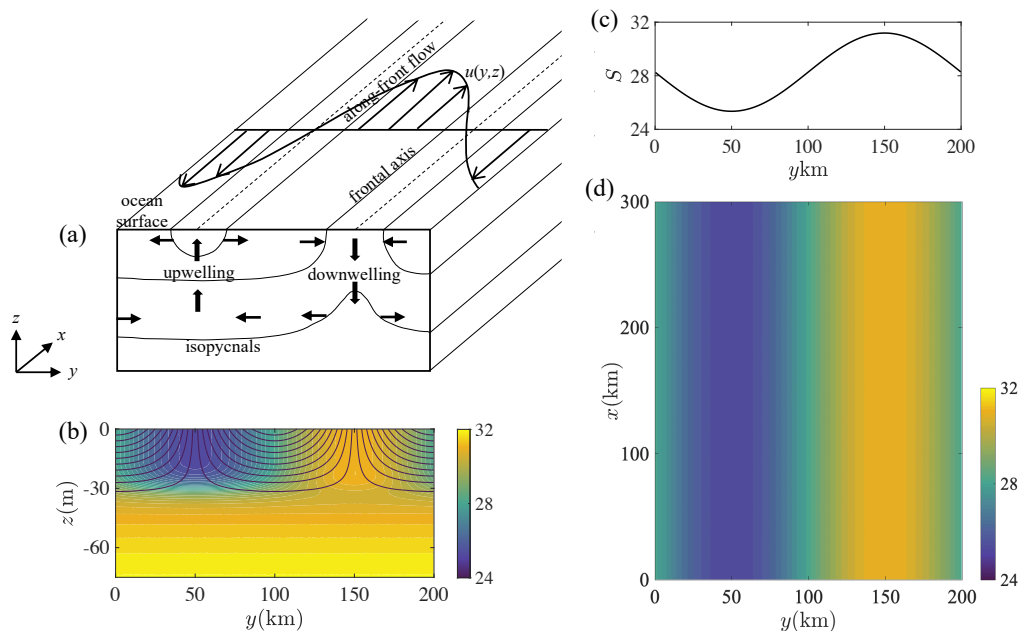 (a)
along-front flow
u(y,z)
frontal axis
ocean
surface
upwelling
downwelling
isopycnals
z
x
y
(b)
0
-30
-60
z(m)
0
50
100
150
200
y(km)
32
28
24
(c)
32
28
24
S
0
50
100
150
200
ykm
(d)
300
200
100
0
x(km)
0
50
100
150
200
y(km)
32
30
28
26
24